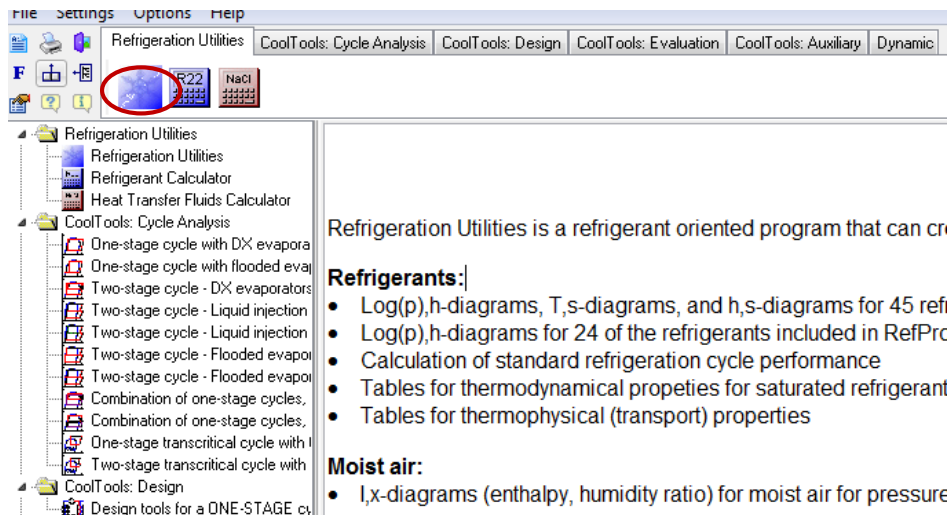 File Settings Options Help
Refrigeration Utilities CoolTools: Cycle Analysis CoolTools: Design CoolTools: Evaluation CoolTools: Auxiliary Dynamic
F R22 NaCl
Refrigeration Utilities
Refrigeration Utilities
Refrigerant Calculator
Heat Transfer Fluids Calculator
CoolTools: Cycle Analysis
One-stage cycle with DX evapora
One-stage cycle with flooded eva
Two-stage cycle - DX evaporators
Two-stage cycle - Liquid injection
Two-stage cycle - Liquid injection
Two-stage cycle - Flooded evapo
Two-stage cycle - Flooded evapo
Combination of one-stage cycles,
Combination of one-stage cycles,
One-stage transcritical cycle with
Two-stage transcritical cycle with
CoolTools: Design
Design tools for a ONE-STAGE cy
Refrigeration Utilities is a refrigerant oriented program that can cre
Refrigerants:
• Log(p),h-diagrams, T,s-diagrams, and h,s-diagrams for 45 refr
• Log(p),h-diagrams for 24 of the refrigerants included in RefPro
• Calculation of standard refrigeration cycle performance
• Tables for thermodynamical propeties for saturated refrigerant
• Tables for thermophysical (transport) properties
Moist air:
• I,x-diagrams (enthalpy, humidity ratio) for moist air for pressure